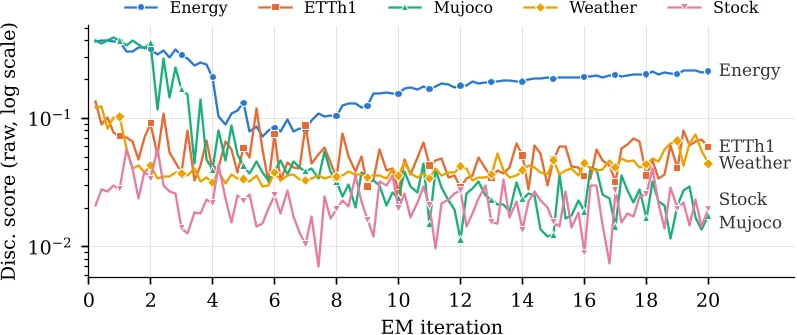 Energy ETTh1 Mujoco Weather Stock
Disc. score (raw, log scale)
10⁻¹
10⁻²
Energy
ETTh1
Weather
Stock
Mujoco
0 2 4 6 8 10 12 14 16 18 20
EM iteration